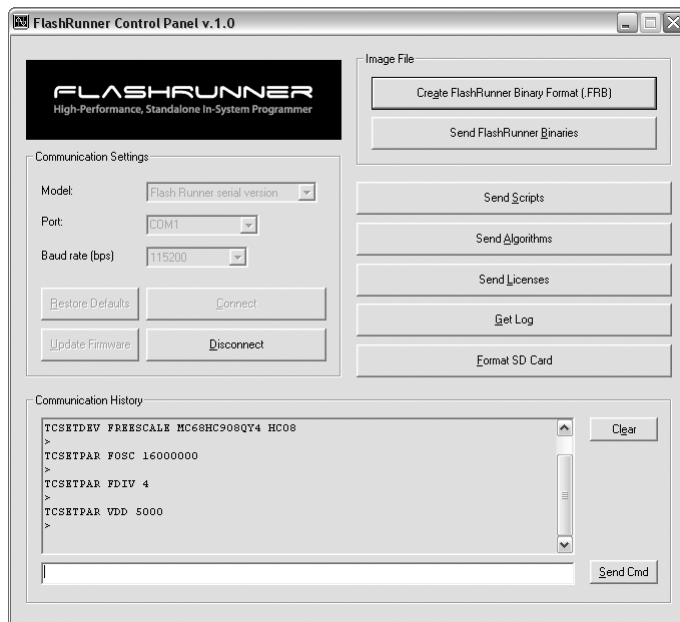 FlashRunner Control Panel v.1.0
FLASHRUNNER
High-Performance, Standalone In-System Programmer
Communication Settings
Model:
Flash Runner serial version
Port:
COM1
Baud rate (bps)
115200
Restore Defaults
Connect
Update Firmware
Disconnect
Image File
Create FlashRunner Binary Format (.FRB)
Send FlashRunner Binaries
Send Scripts
Send Algorithms
Send Licenses
Get Log
Format SD Card
Communication History
TCSETDEV FREESCALE MC68HC908QY4 HC08
>
TCSETPAR FOSC 16000000
>
TCSETPAR FDIV 4
>
TCSETPAR VDD 5000
>
Clear
Send Cmd